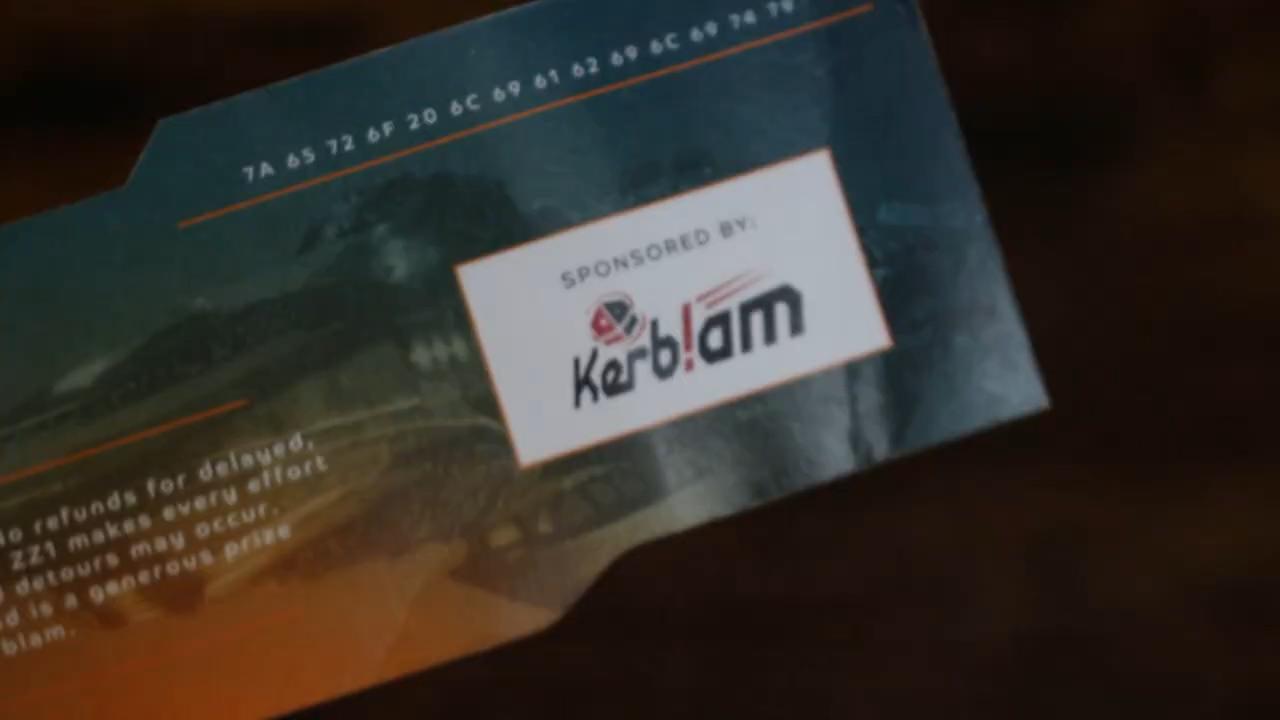 7A 65 72 6F 20 6C 69 61 62 69 6C 69 74 79
SPONSORED BY:
Kerb!am
refunds for delayed,
ZZ1 makes every effort
detours may occur.
is a generous prize
blam.